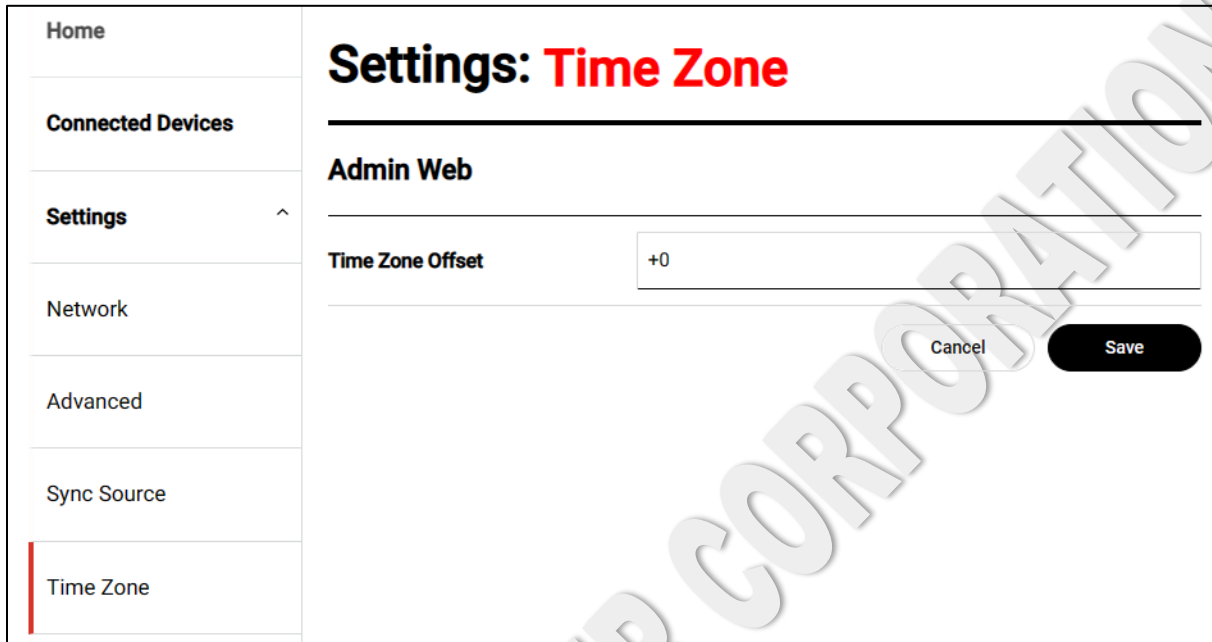 Home
Connected Devices
Settings
Network
Advanced
Sync Source
Time Zone
Settings: Time Zone
Admin Web
Time Zone Offset
+0
Cancel
Save
CORPORATION